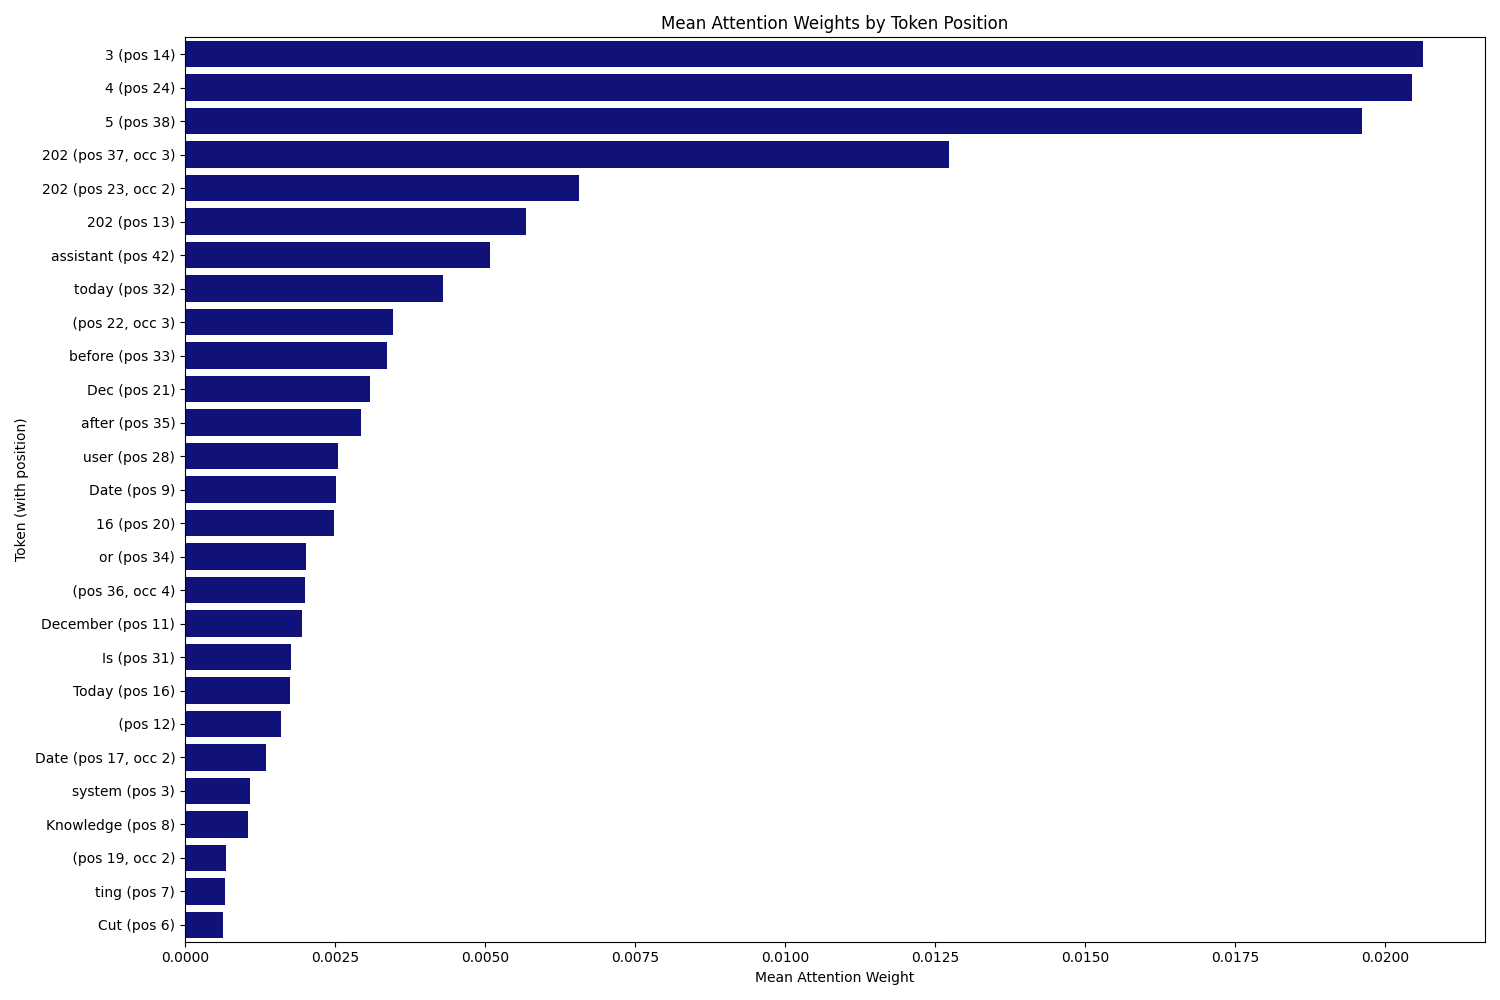 Mean Attention Weights by Token Position
3 (pos 14)
4 (pos 24)
5 (pos 38)
202 (pos 37, occ 3)
202 (pos 23, occ 2)
202 (pos 13)
assistant (pos 42)
today (pos 32)
(pos 22, occ 3)
before (pos 33)
Dec (pos 21)
after (pos 35)
user (pos 28)
Date (pos 9)
16 (pos 20)
or (pos 34)
(pos 36, occ 4)
December (pos 11)
Is (pos 31)
Today (pos 16)
(pos 12)
Date (pos 17, occ 2)
system (pos 3)
Knowledge (pos 8)
(pos 19, occ 2)
ting (pos 7)
Cut (pos 6)
Token (with position)
0.0000 0.0025 0.0050 0.0075 0.0100 0.0125 0.0150 0.0175 0.0200
Mean Attention Weight